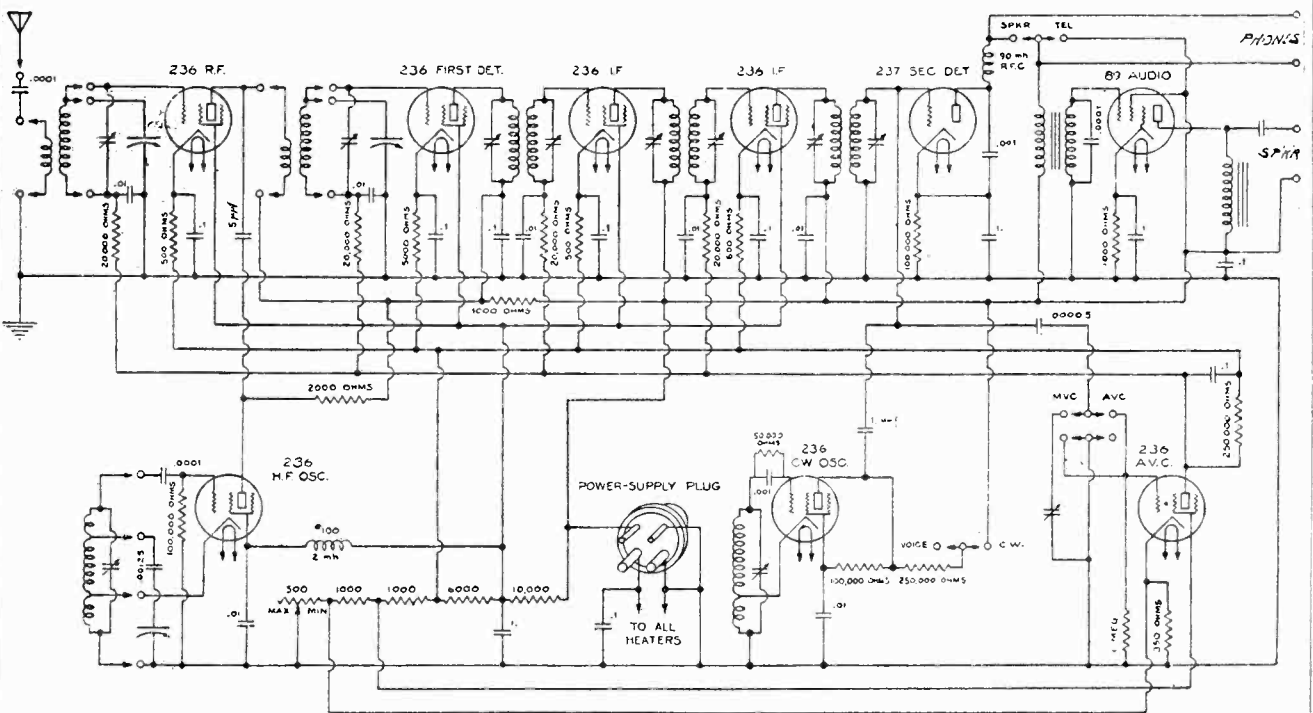 SPKR TEL
PHONES
90 mh
R.F.C
.0001
236 R.F.
236 FIRST DET.
236 I.F
236 I.F
237 SEC DET
89 AUDIO
.0001
.001
SPKR
.01
.01
20,000 OHMS
500 OHMS
.1
20,000 OHMS
5000 OHMS
.1
.1
.01
20,000 OHMS
500 OHMS
.1
.01
20,000 OHMS
600 OHMS
.1
.01
100,000 OHMS
1.
1000 OHMS
.1
.1
1000 OHMS
.00005
2000 OHMS
.1
MVC AVC
250,000 OHMS
50,000
OHMS
236
H.F. OSC.
.0001
100,000 OHMS
.00125
POWER-SUPPLY PLUG
236
CW OSC.
.001
236
A.V.C.
100
2 mh
VOICE C.W.
100,000 OHMS 250,000 OHMS
500 1000 1000 6000 10,000
MAX MIN
.01
1.
.1
TO ALL
HEATERS
.01
1 MEG
350 OHMS